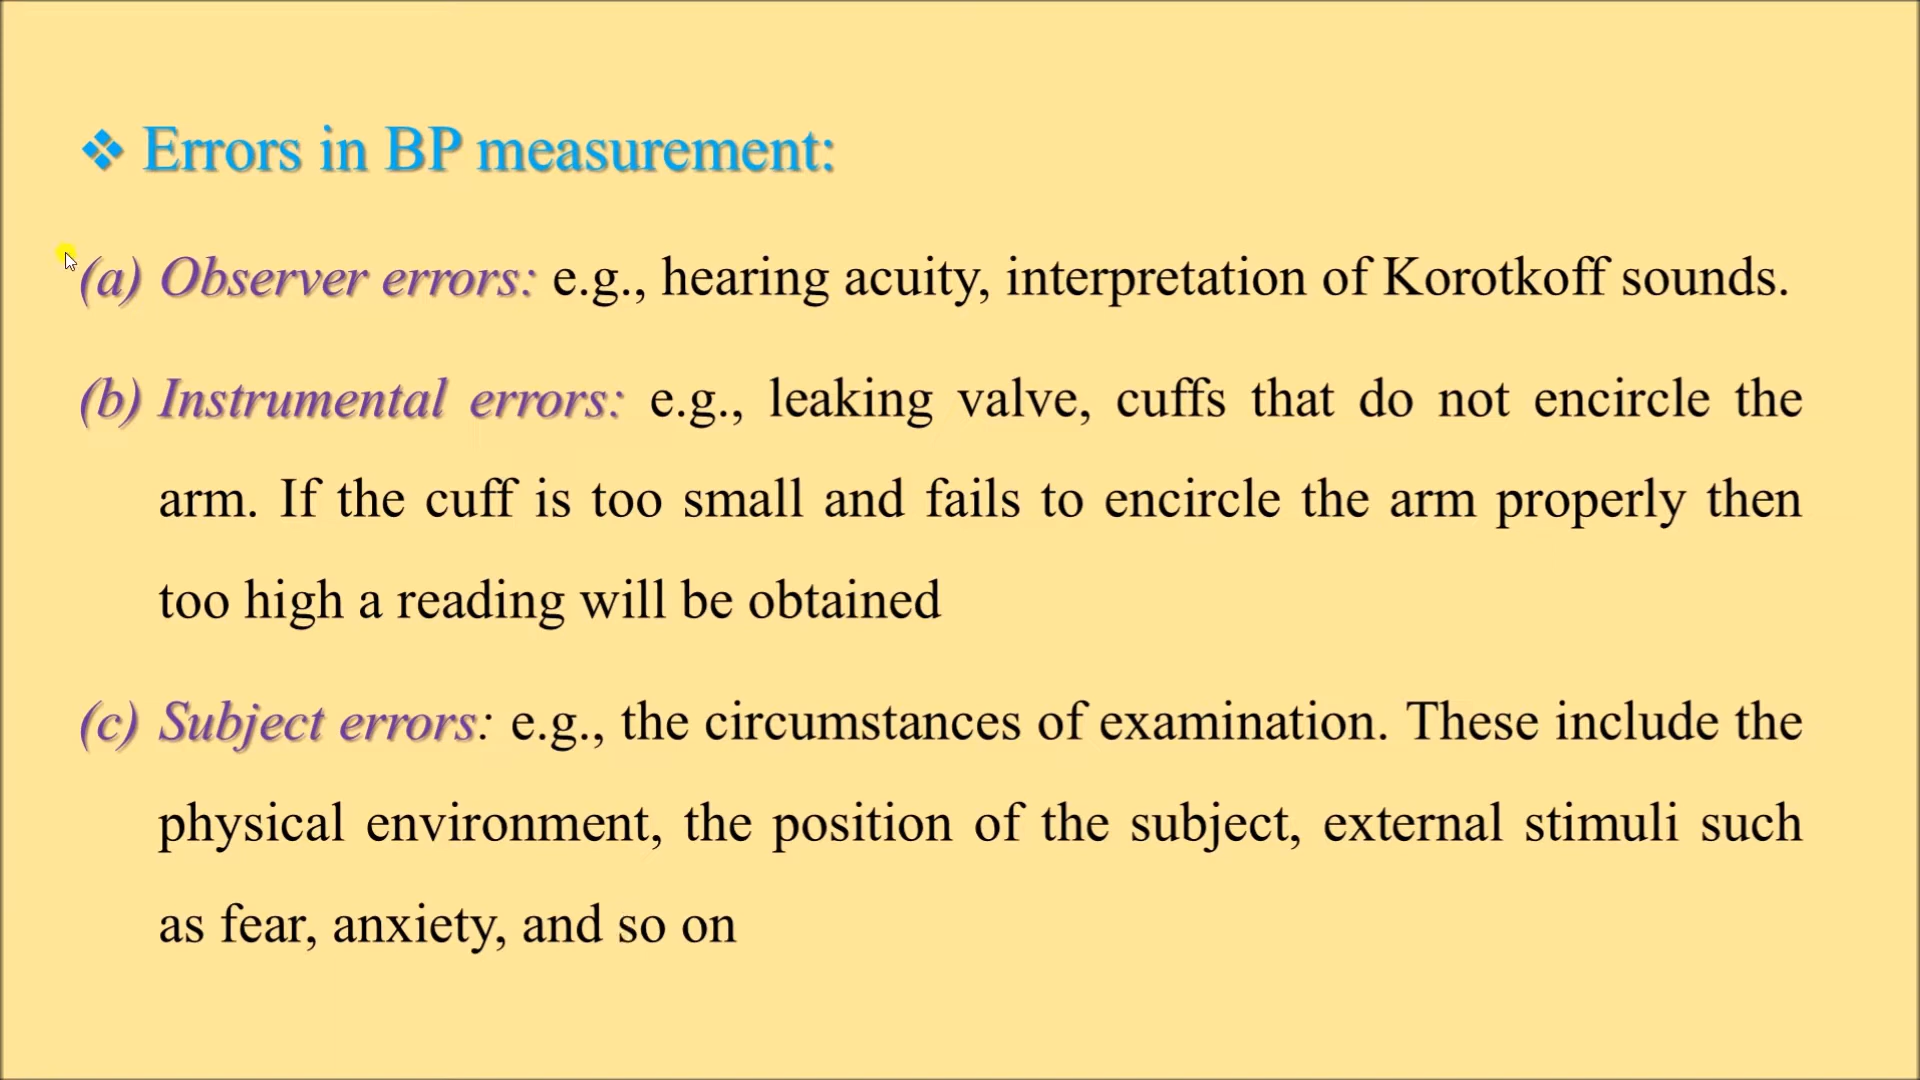 ❖ Errors in BP measurement:
(a) Observer errors: e.g., hearing acuity, interpretation of Korotkoff sounds.
(b) Instrumental errors: e.g., leaking valve, cuffs that do not encircle the
arm. If the cuff is too small and fails to encircle the arm properly then
too high a reading will be obtained
(c) Subject errors: e.g., the circumstances of examination. These include the
physical environment, the position of the subject, external stimuli such
as fear, anxiety, and so on